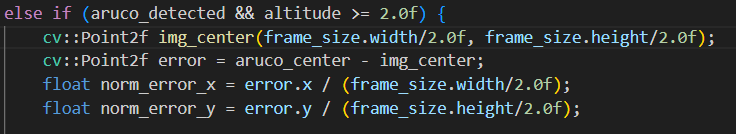 else if (aruco_detected && altitude >= 2.0f) {
cv::Point2f img_center(frame_size.width/2.0f, frame_size.height/2.0f);
cv::Point2f error = aruco_center - img_center;
float norm_error_x = error.x / (frame_size.width/2.0f);
float norm_error_y = error.y / (frame_size.height/2.0f);